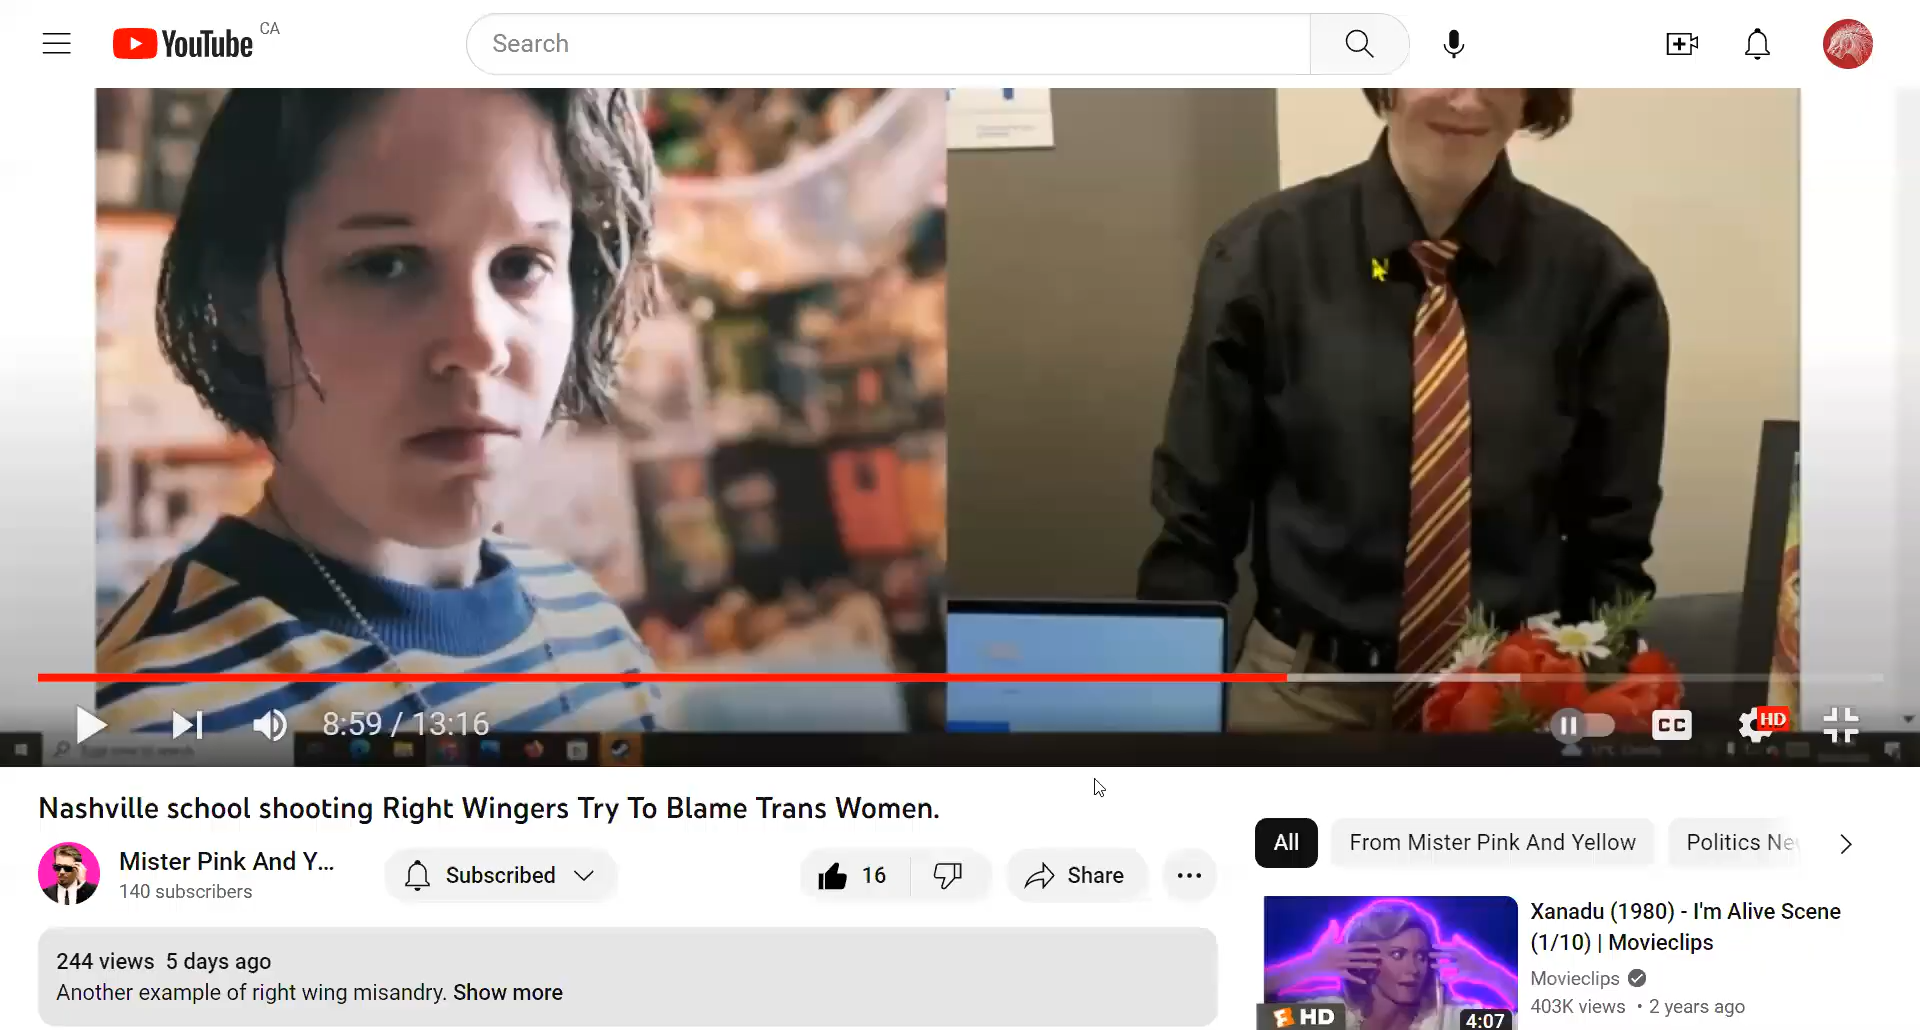 YouTube CA
Search
8:59 / 13:16
CC
HD
Nashville school shooting Right Wingers Try To Blame Trans Women.
Mister Pink And Y...
140 subscribers
Subscribed
16
Share
244 views 5 days ago
Another example of right wing misandry. Show more
All
From Mister Pink And Yellow
Politics Ne
Xanadu (1980) - I'm Alive Scene
(1/10) | Movieclips
Movieclips
403K views • 2 years ago
HD
4:07